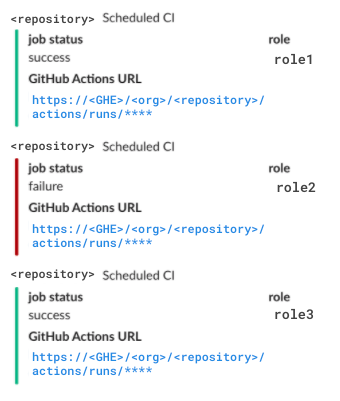 <repository> Scheduled CI
job status role
success role1
GitHub Actions URL
https://<GHE>/<org>/<repository>/
actions/runs/****
<repository> Scheduled CI
job status role
failure role2
GitHub Actions URL
https://<GHE>/<org>/<repository>/
actions/runs/****
<repository> Scheduled CI
job status role
success role3
GitHub Actions URL
https://<GHE>/<org>/<repository>/
actions/runs/****